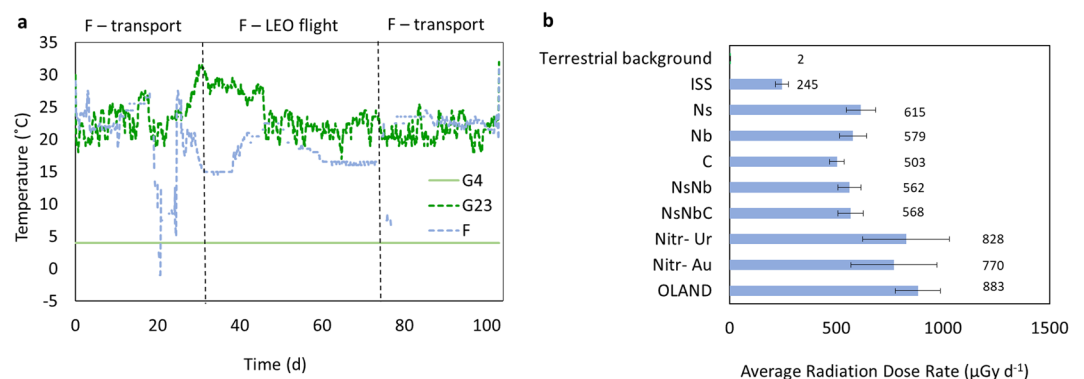 a
F – transport
F – LEO flight
F – transport
35
30
25
20
15
10
5
0
-5
Temperature (˚C)
G4
G23
F
0
20
40
60
80
100
Time (d)
b
Terrestrial background
2
ISS
245
Ns
615
Nb
579
C
503
NsNb
562
NsNbC
568
Nitr- Ur
828
Nitr- Au
770
OLAND
883
0
500
1000
1500
Average Radiation Dose Rate (µGy d⁻¹)